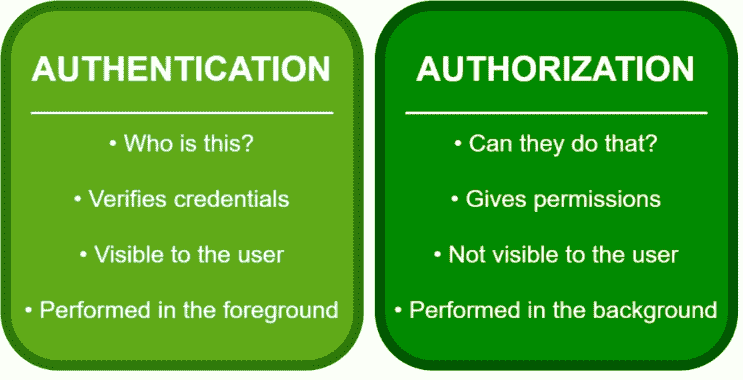 AUTHENTICATION
• Who is this?
• Verifies credentials
• Visible to the user
• Performed in the foreground
AUTHORIZATION
• Can they do that?
• Gives permissions
• Not visible to the user
• Performed in the background